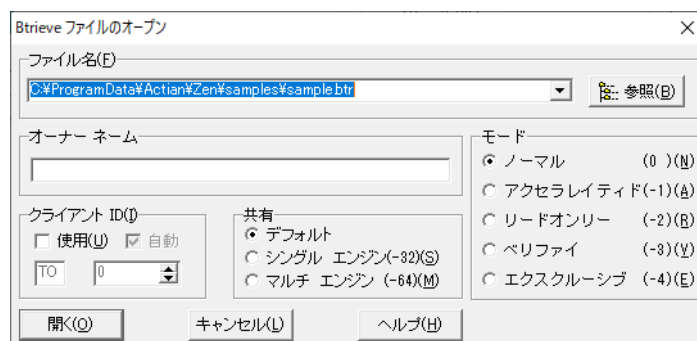 Btrieve ファイルのオープン
ファイル名(F)
C:¥ProgramData¥Actian¥Zen¥samples¥sample.btr
参照(B)
オーナー ネーム
モード
ノーマル (0 )(N)
アクセラレイティド(-1)(A)
リードオンリー (-2)(R)
ベリファイ (-3)(V)
エクスクルーシブ (-4)(E)
クライアント ID(I)
使用(U) 自動
TO 0
共有
デフォルト
シングル エンジン(-32)(S)
マルチ エンジン (-64)(M)
開く(O) キャンセル(L) ヘルプ(H)